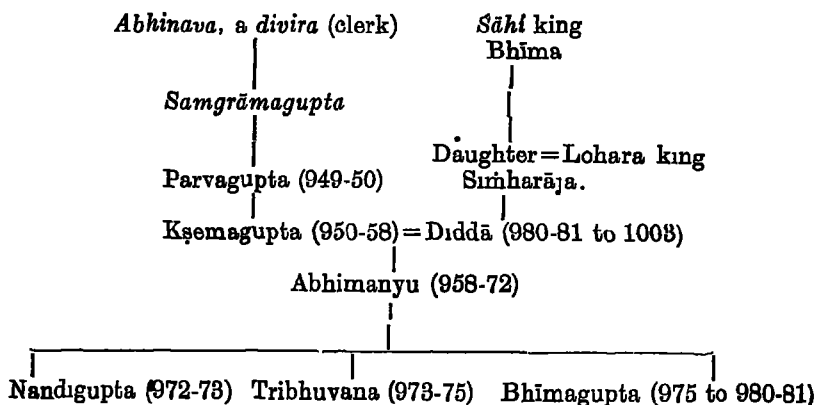 Abhinava, a divira (clerk) Sāhi king
Bhīma
Samgrāmagupta
Daughter=Lohara king
Parvagupta (949-50) Siṁharāja.
Kṣemagupta (950-58)=Diddā (980-81 to 1003)
Abhimanyu (958-72)
Nandigupta (972-73) Tribhuvana (973-75) Bhīmagupta (975 to 980-81)